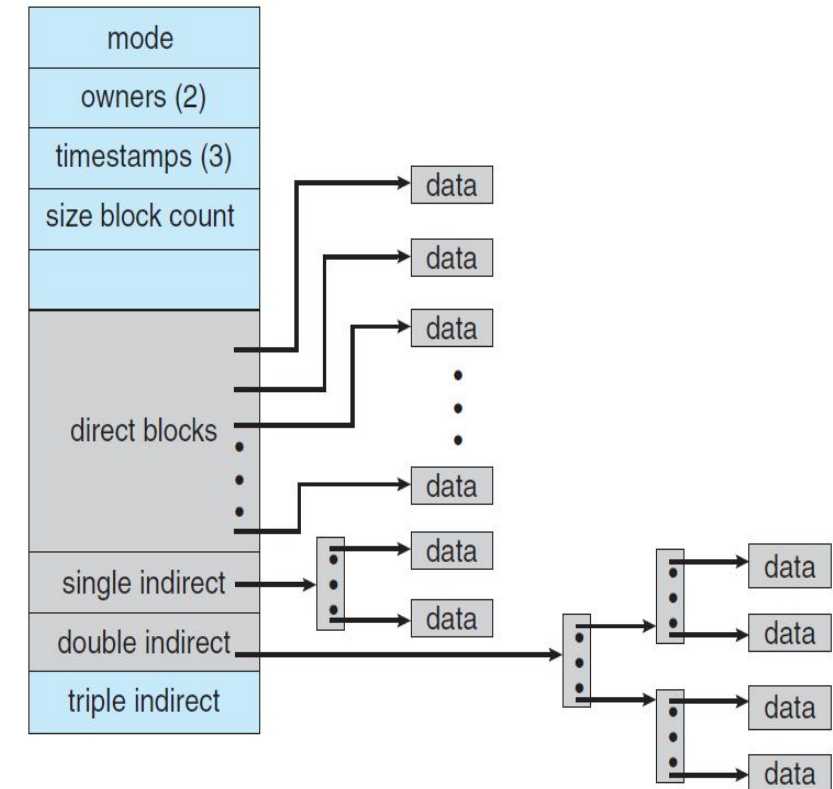 mode
owners (2)
timestamps (3)
size block count
direct blocks
single indirect
double indirect
triple indirect
data
data
data
data
data
data
data
data
data
data